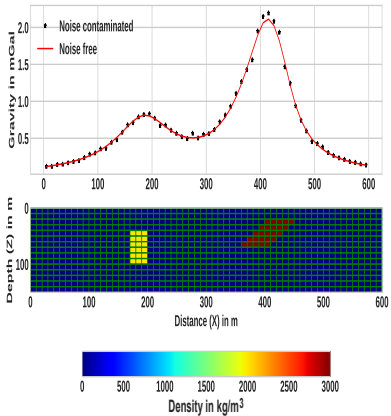 Gravity in mGal
2.0
1.5
1.0
0.5
Noise contaminated
Noise free
0 100 200 300 400 500 600
Depth (Z) in m
0
100
0 100 200 300 400 500 600
Distance (X) in m
0 500 1000 1500 2000 2500 3000
Density in kg/m3